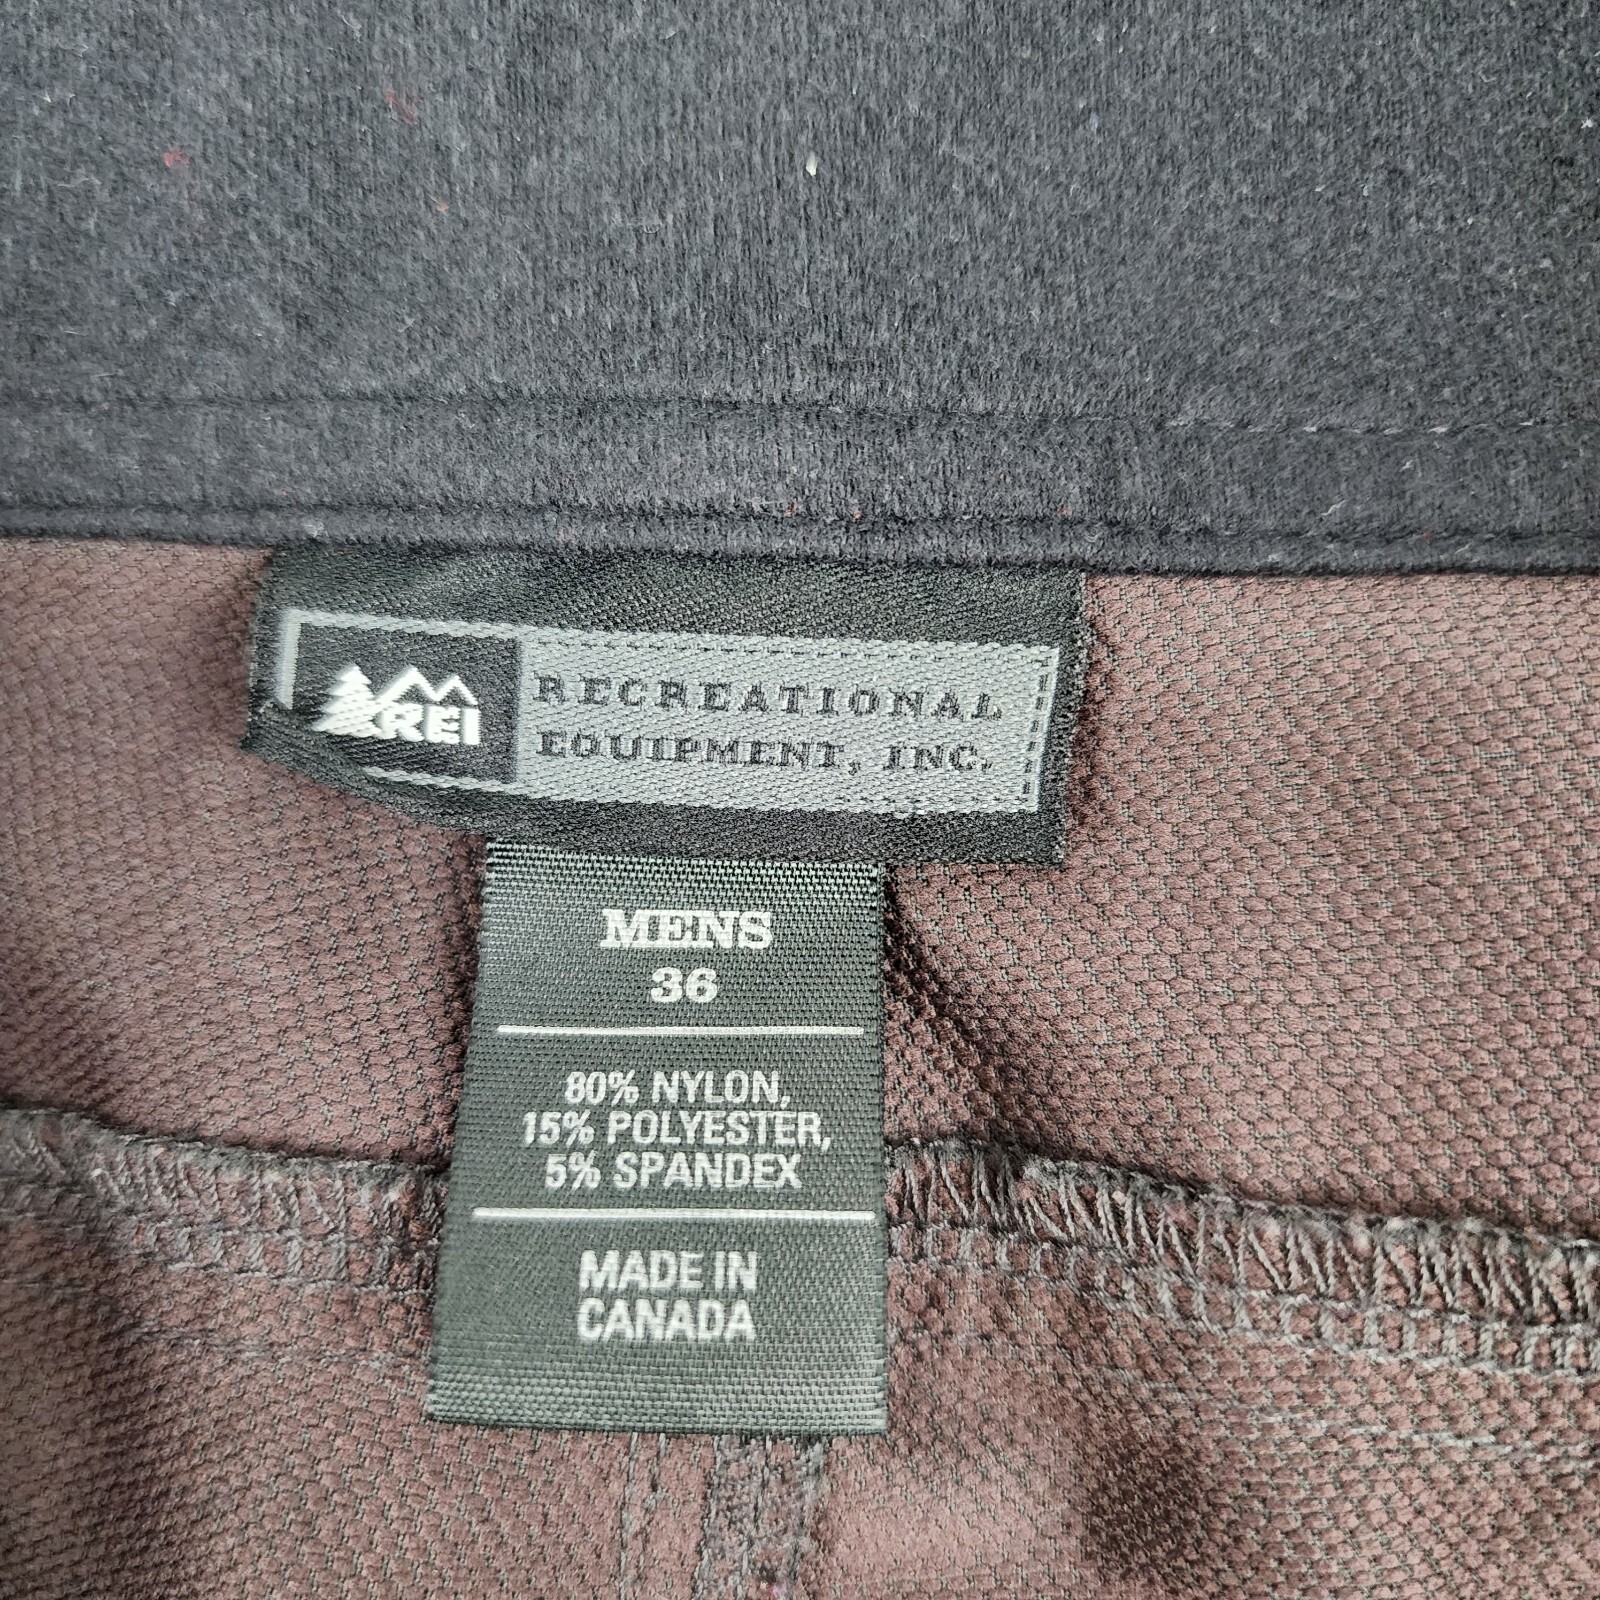 REI
RECREATIONAL
EQUIPMENT, INC.
MENS
36
80% NYLON,
15% POLYESTER,
5% SPANDEX
MADE IN
CANADA